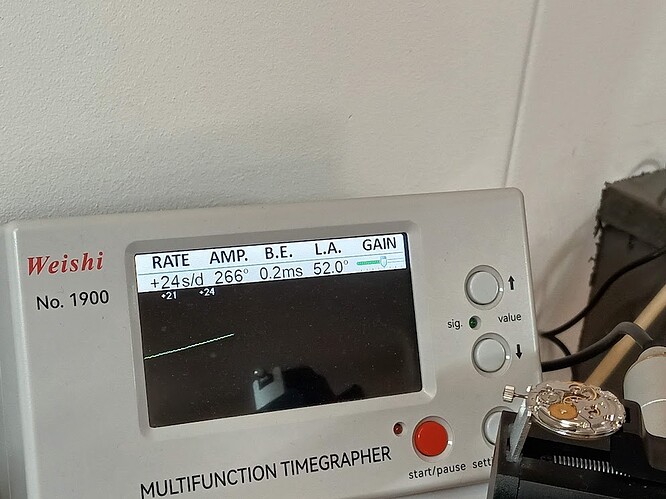 Weishi
No. 1900
RATE AMP. B.E. L.A. GAIN
+24s/d 266° 0.2ms 52.0°
+21 +24
sig. value
start/pause
MULTIFUNCTION TIMEGRAPHER